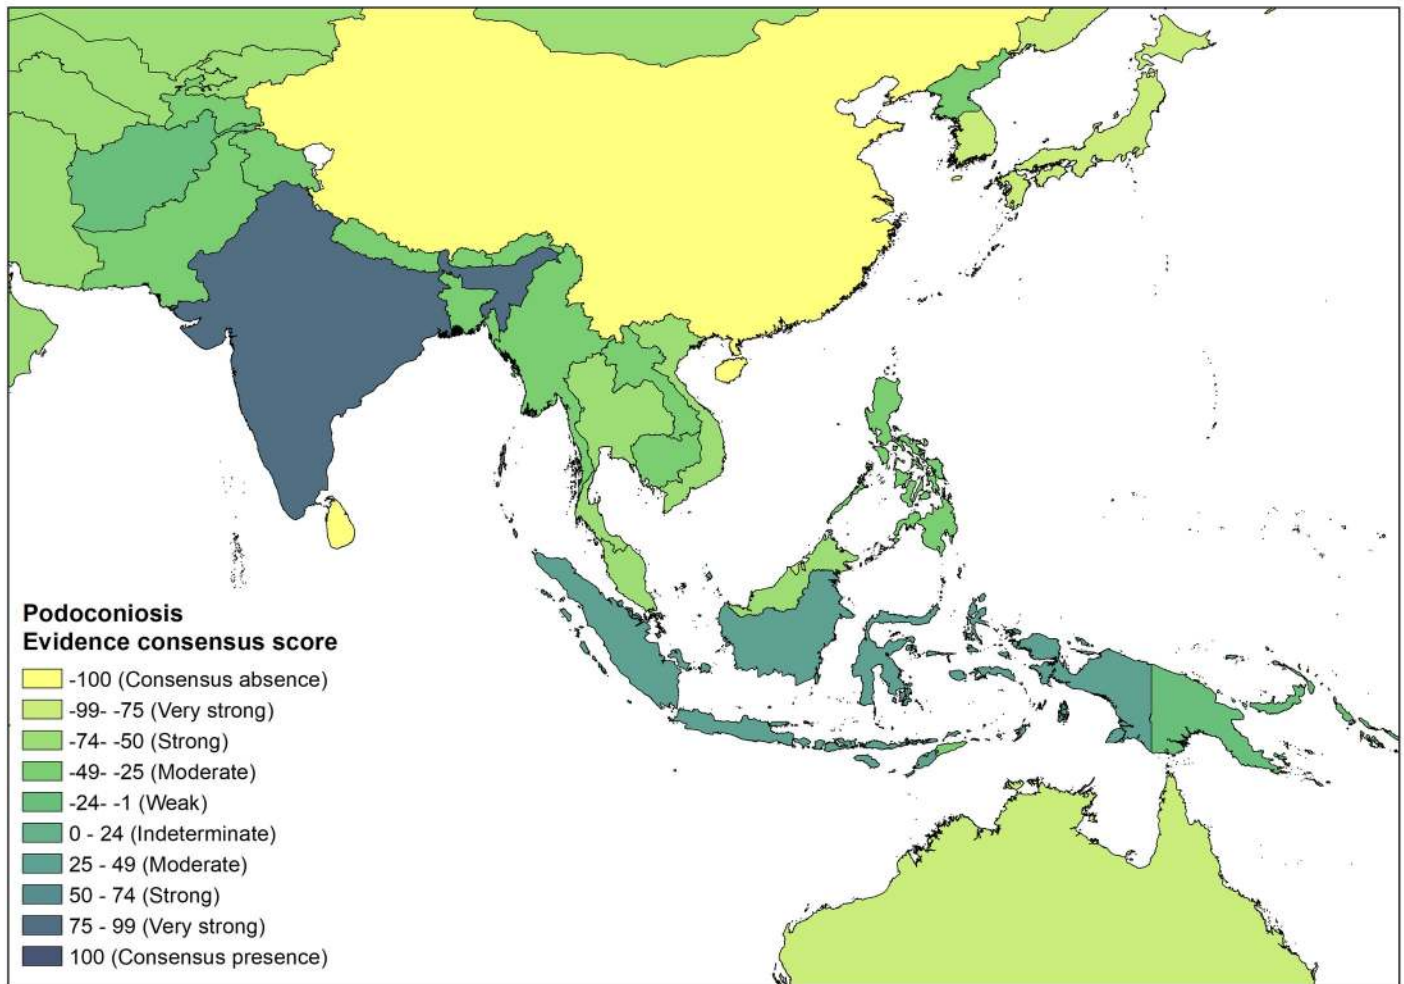 Podoconiosis
Evidence consensus score
-100 (Consensus absence)
-99- -75 (Very strong)
-74- -50 (Strong)
-49- -25 (Moderate)
-24- -1 (Weak)
0 - 24 (Indeterminate)
25 - 49 (Moderate)
50 - 74 (Strong)
75 - 99 (Very strong)
100 (Consensus presence)